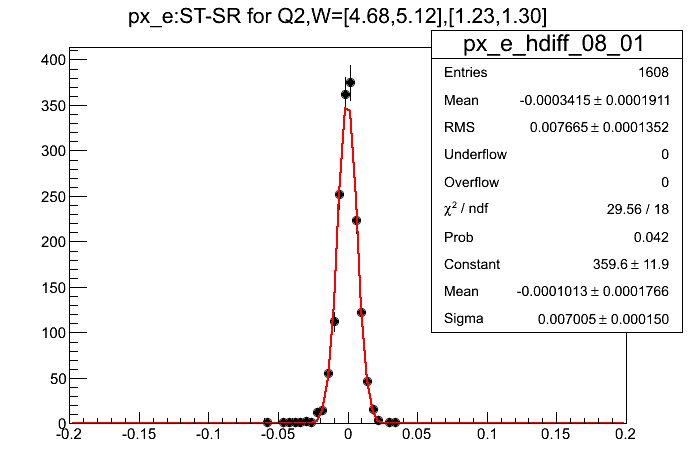 px_e:ST-SR for Q2,W=[4.68,5.12],[1.23,1.30]
px_e_hdiff_08_01
Entries 1608
Mean -0.0003415 ± 0.0001911
RMS 0.007665 ± 0.0001352
Underflow 0
Overflow 0
χ² / ndf 29.56 / 18
Prob 0.042
Constant 359.6 ± 11.9
Mean -0.0001013 ± 0.0001766
Sigma 0.007005 ± 0.000150
400
350
300
250
200
150
100
50
0
-0.2 -0.15 -0.1 -0.05 0 0.05 0.1 0.15 0.2